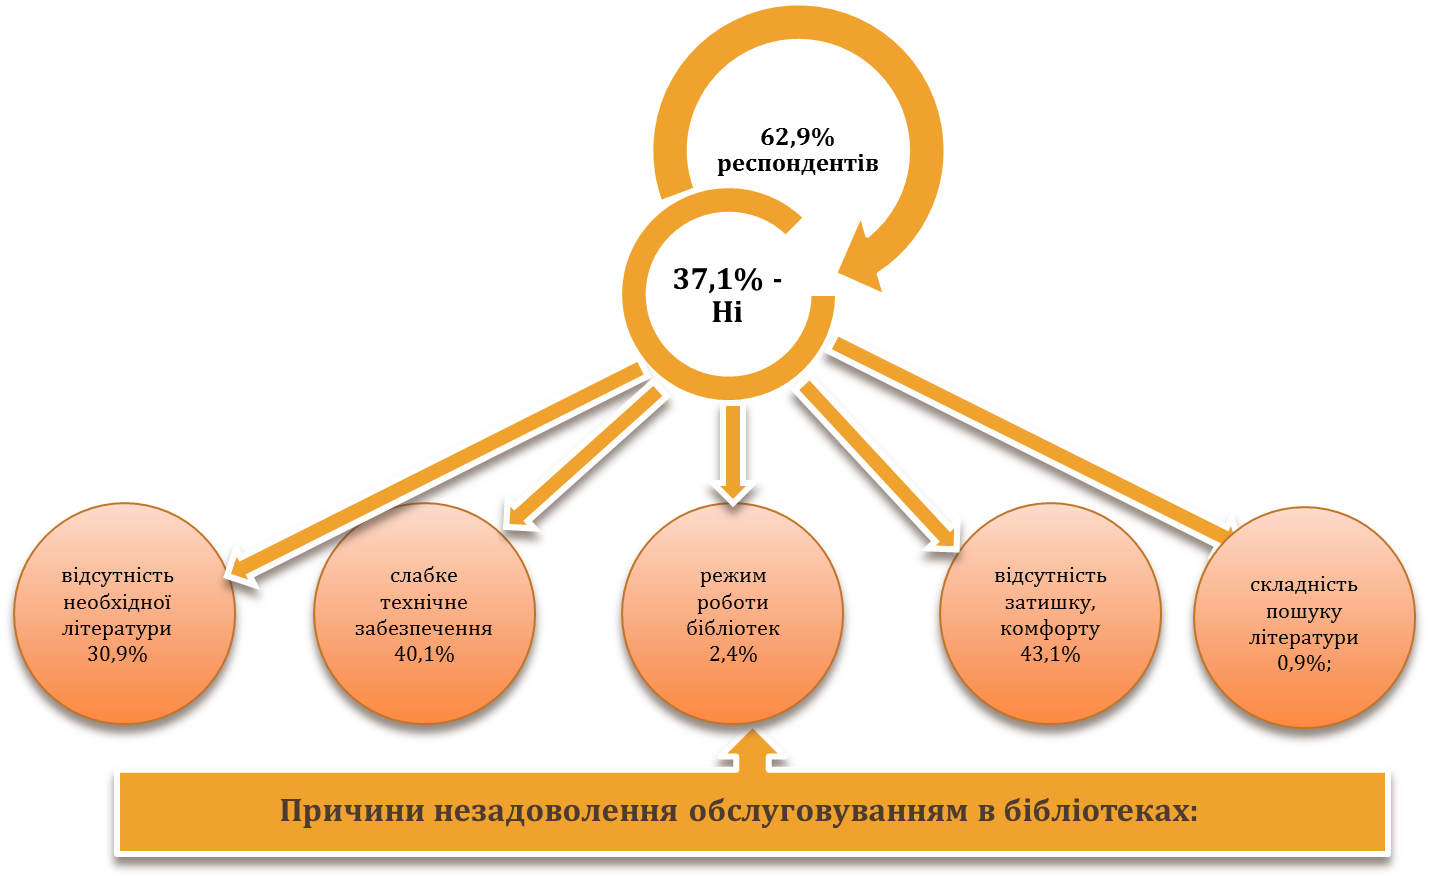 62,9%
респондентів
37,1% -
Ні
відсутність
необхідної
літератури
30,9%
слабке
технічне
забезпечення
40,1%
режим
роботи
бібліотек
2,4%
відсутність
затишку,
комфорту
43,1%
складність
пошуку
літератури
0,9%;
Причини незадоволення обслуговуванням в бібліотеках: